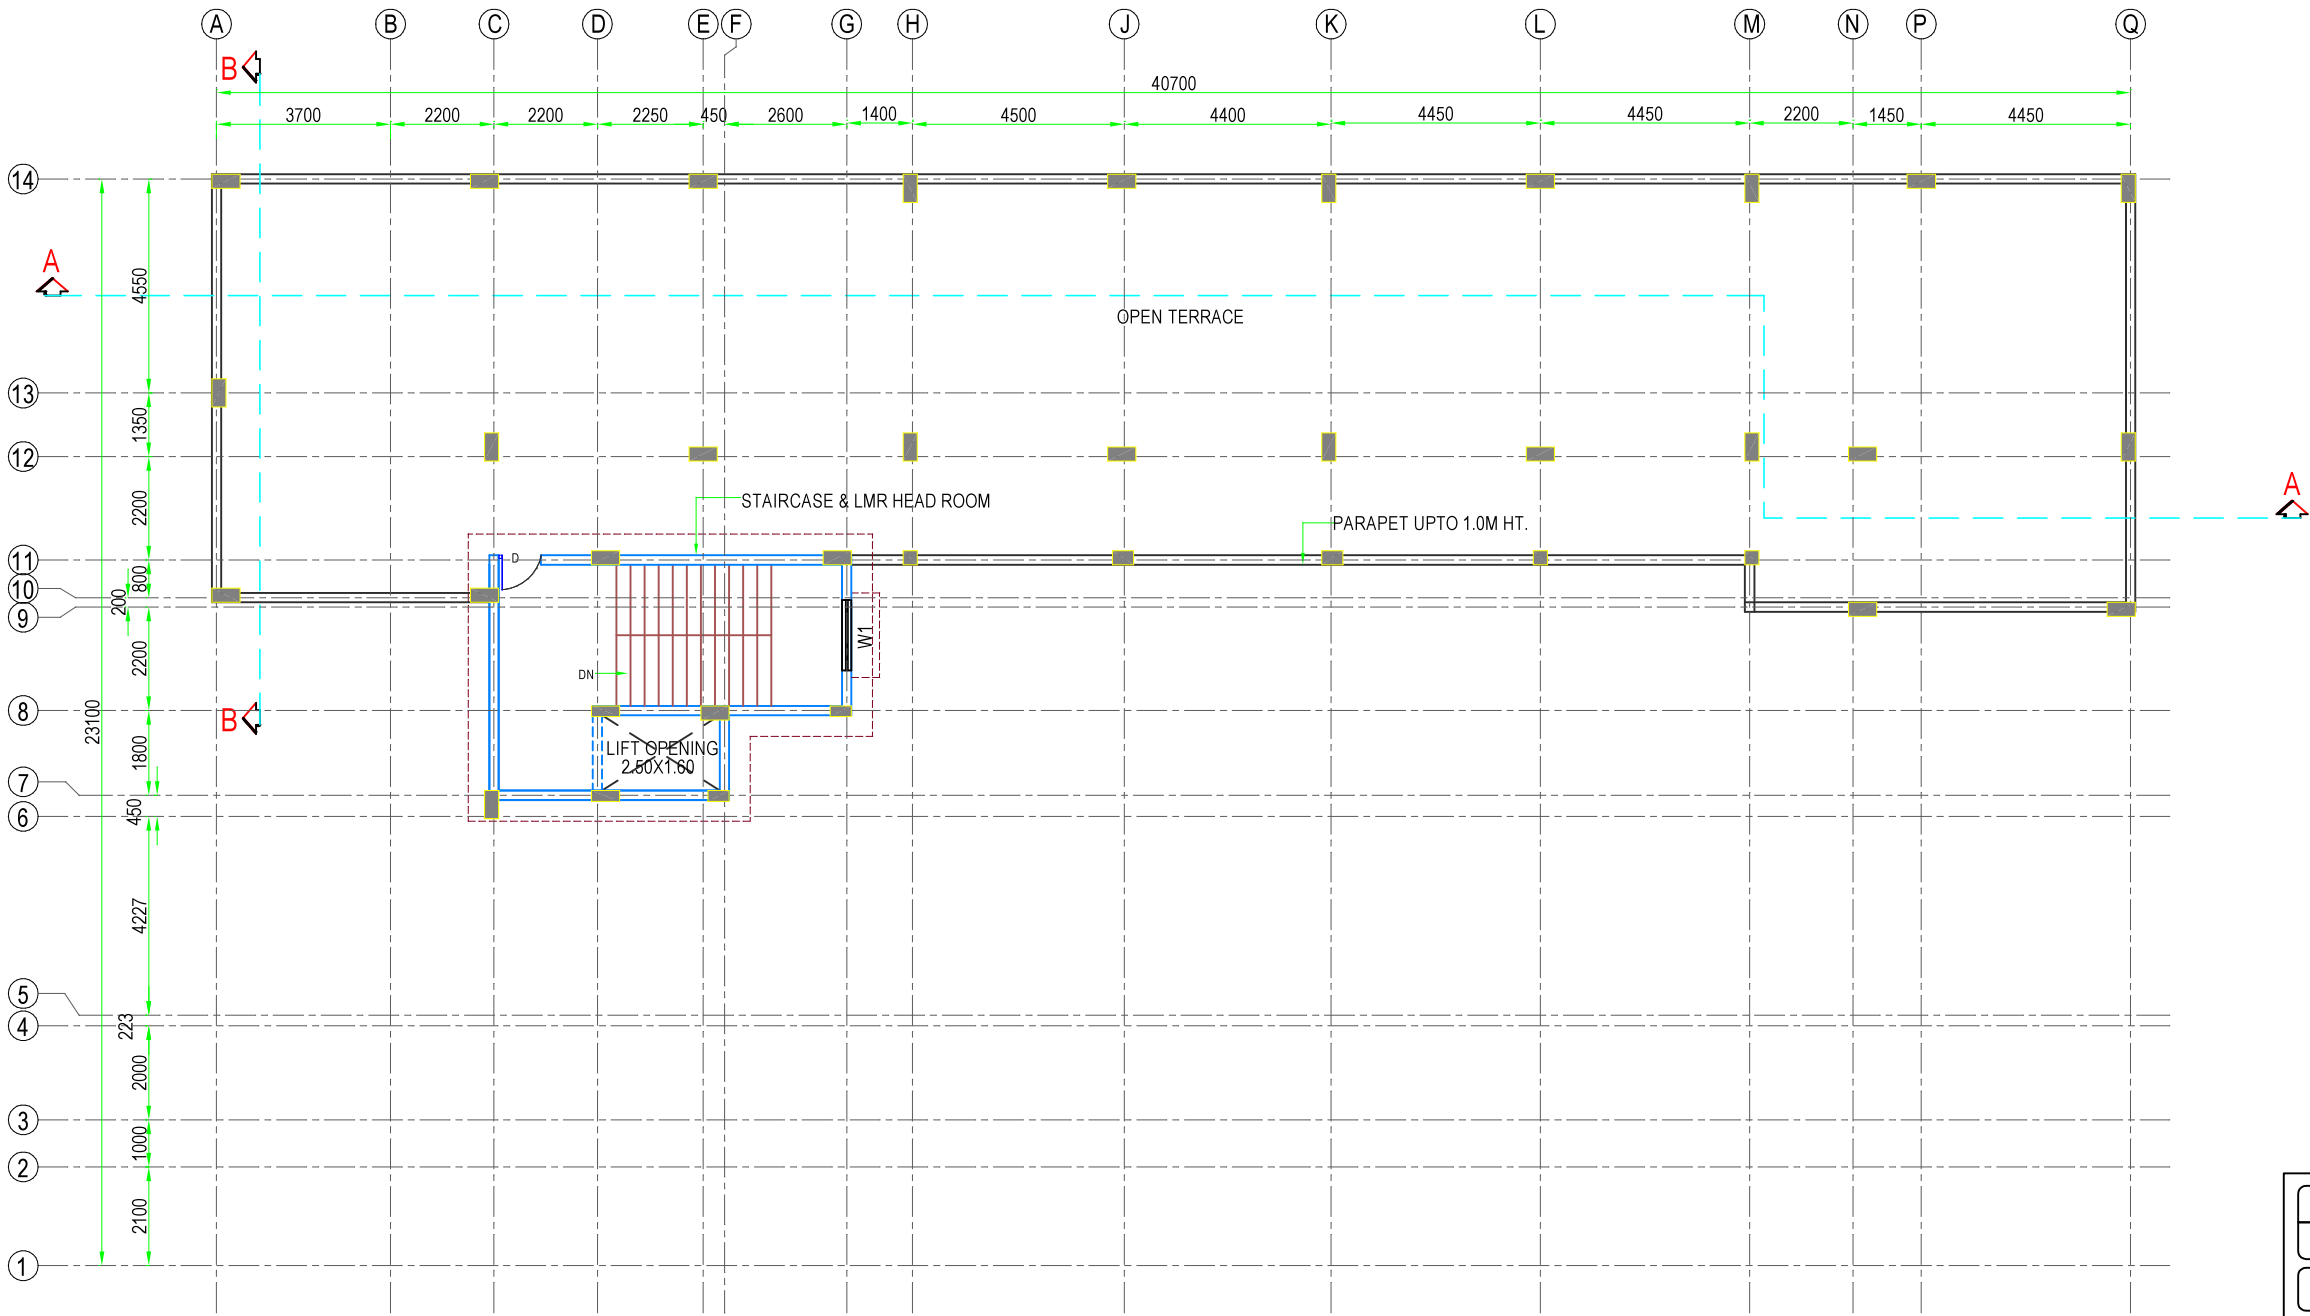 A B C D E F G H J K L M N P Q
B
40700
3700 2200 2200 2250 450 2600 1400 4500 4400 4450 4450 2200 1450 4450
14
A
4550
OPEN TERRACE
13
1350
12
2200
STAIRCASE & LMR HEAD ROOM
PARAPET UPTO 1.0M HT.
A
11
D
800
10
200
9
W1
2200
DN
8
B
23100
1800
LIFT OPENING
2.50X1.60
7
450
6
4227
5
223
4
2000
3
1000
2
2100
1